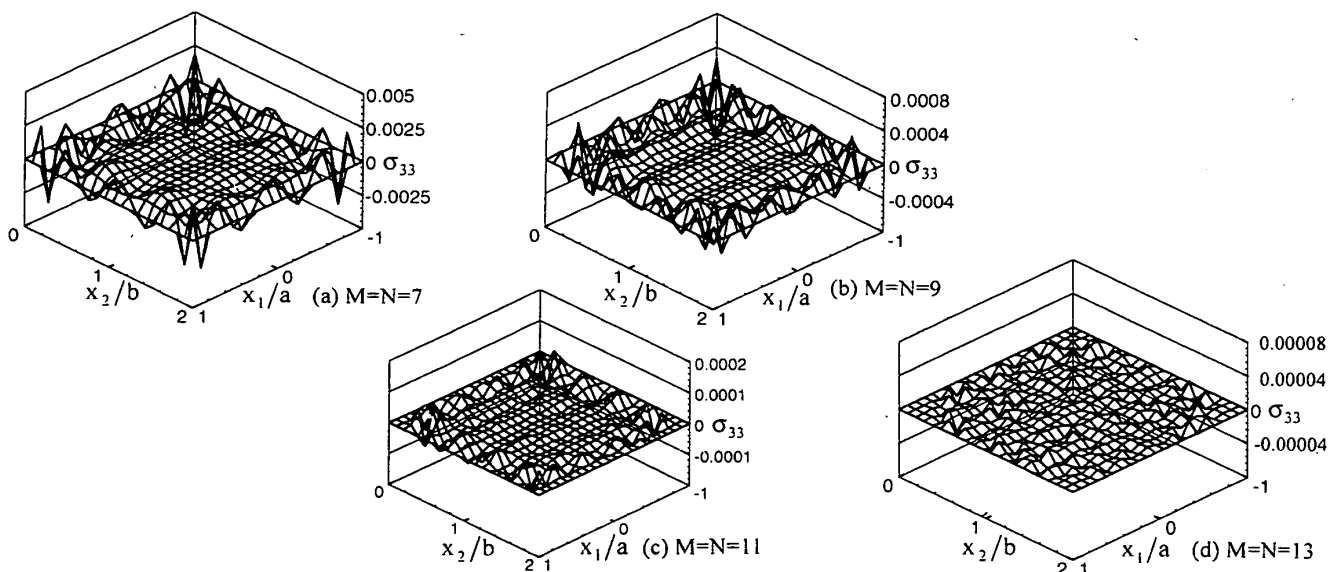 0.005
0.0025
0 σ33
-0.0025
-1
0
1
2 1
0
x2/b
x1/a
(a) M=N=7
0.0008
0.0004
0 σ33
-0.0004
-1
0
1
2 1
0
x2/b
x1/a
(b) M=N=9
0.0002
0.0001
0 σ33
-0.0001
-1
0
1
2 1
0
x2/b
x1/a
(c) M=N=11
0.00008
0.00004
0 σ33
-0.00004
-1
0
1
2 1
0
x2/b
x1/a
(d) M=N=13